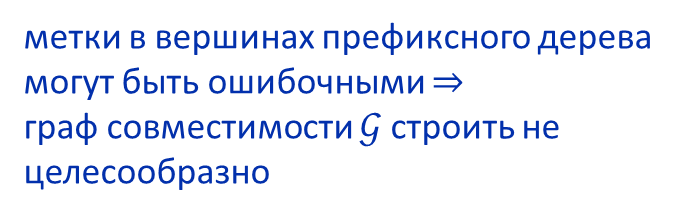 метки в вершинах префиксного дерева
могут быть ошибочными ⇒
граф совместимости 𝒢 строить не
целесообразно